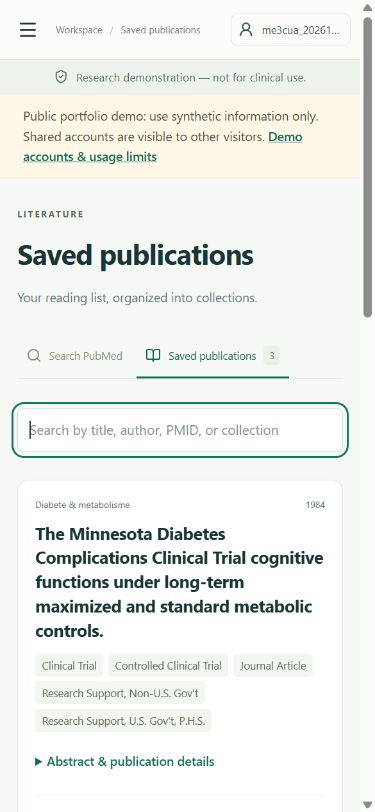 Workspace / Saved publications
me3cua_20261...
Research demonstration — not for clinical use.
Public portfolio demo: use synthetic information only.
Shared accounts are visible to other visitors. Demo
accounts & usage limits
LITERATURE
Saved publications
Your reading list, organized into collections.
Search PubMed
Saved publications 3
Search by title, author, PMID, or collection
Diabete & metabolisme 1984
The Minnesota Diabetes
Complications Clinical Trial cognitive
functions under long-term
maximized and standard metabolic
controls.
Clinical Trial Controlled Clinical Trial Journal Article
Research Support, Non-U.S. Gov't
Research Support, U.S. Gov't, P.H.S.
Abstract & publication details